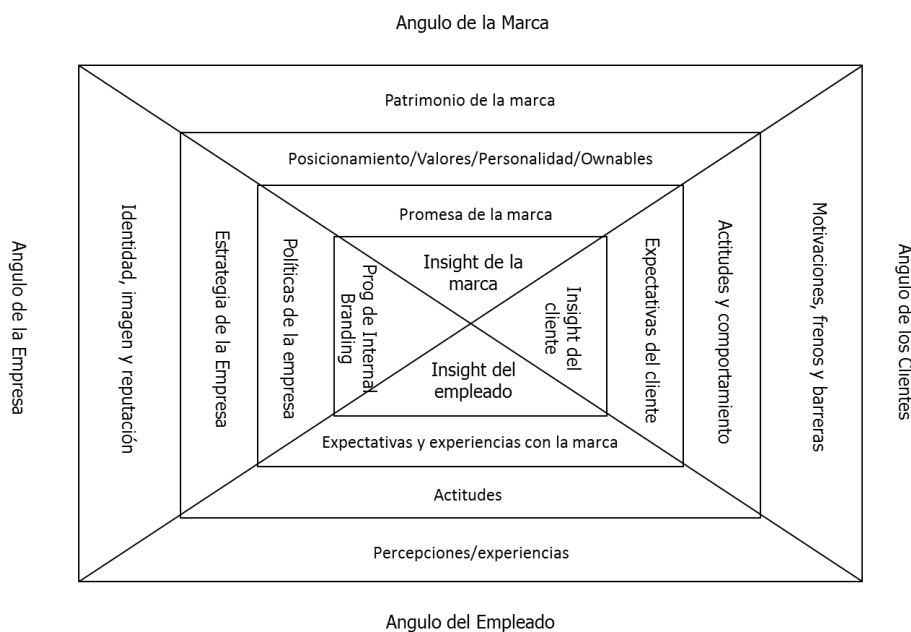 Angulo de la Marca
Patrimonio de la marca
Posicionamiento/Valores/Personalidad/Ownables
Promesa de la marca
Insight de la
marca
Angulo de la Empresa
Identidad, imagen y reputación
Estrategia de la Empresa
Políticas de la empresa
Prog de Internal
Branding
Insight del
cliente
Expectativas del cliente
Actitudes y comportamiento
Motivaciones, frenos y barreras
Angulo de los Clientes
Insight del
empleado
Expectativas y experiencias con la marca
Actitudes
Percepciones/experiencias
Angulo del Empleado